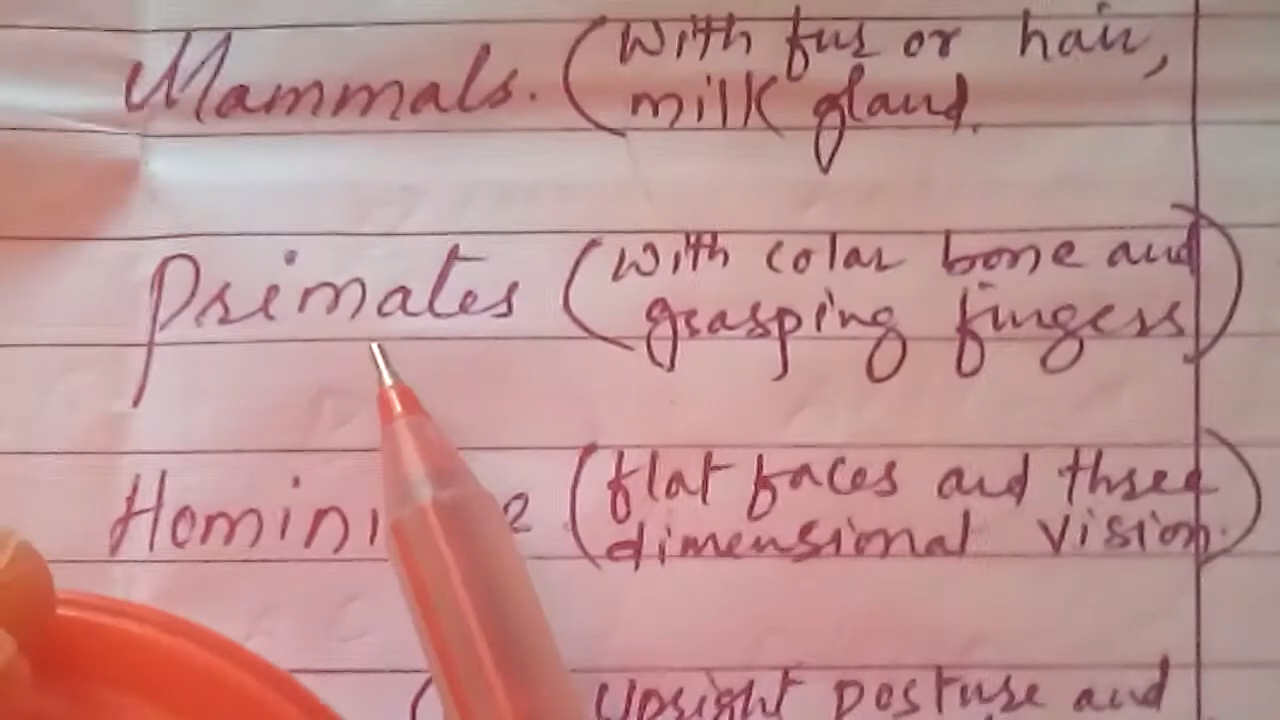 Mammals. (With fur or hair,
milk gland.
Primates (With colar bone and
grasping fingers)
(flat faces and three
dimensional vision.)
( Upright posture and